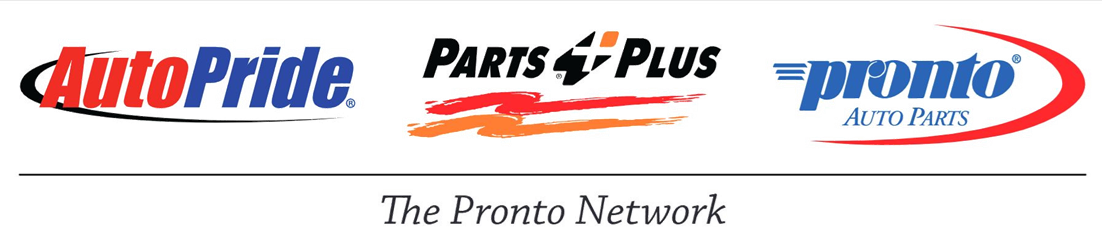 AutoPride®
PARTS PLUS®
pronto®
AUTO PARTS
The Pronto Network